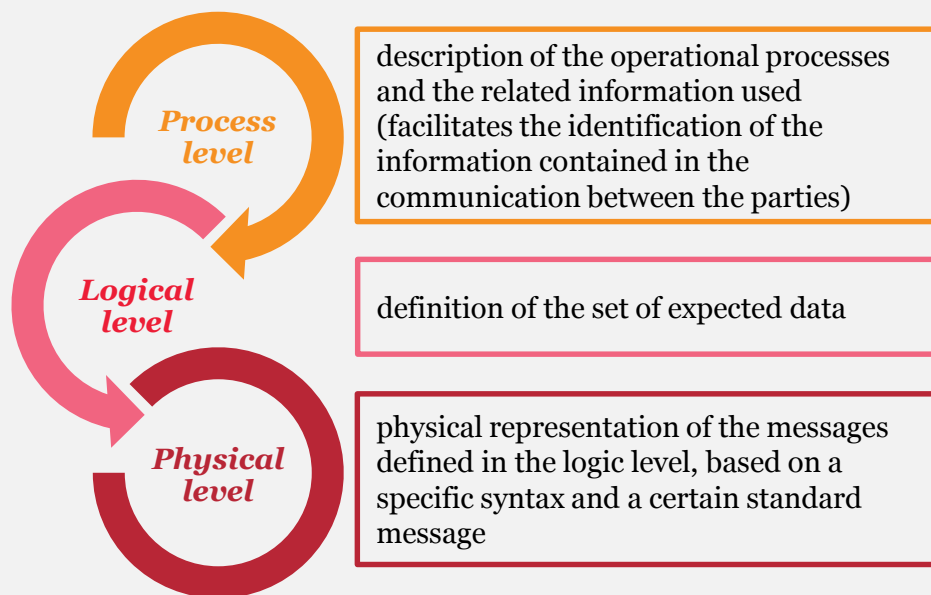 Process
level
description of the operational processes
and the related information used
(facilitates the identification of the
information contained in the
communication between the parties)
Logical
level
definition of the set of expected data
Physical
level
physical representation of the messages
defined in the logic level, based on a
specific syntax and a certain standard
message